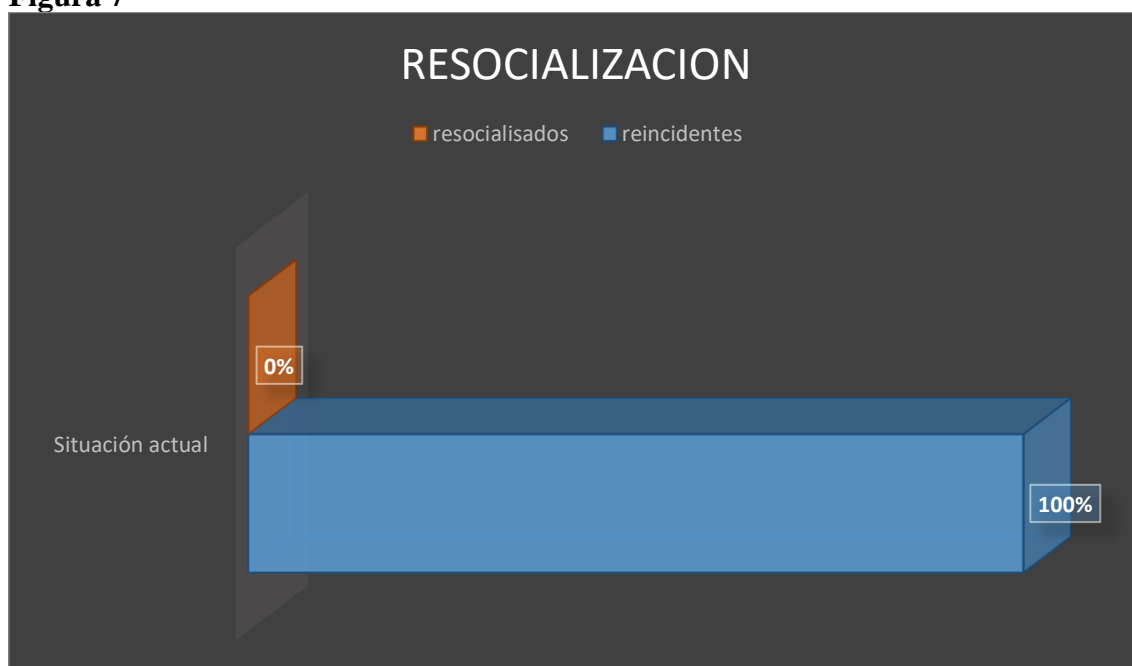 Figura 7
RESOCIALIZACION
resocialisados reincidentes
0%
Situación actual
100%